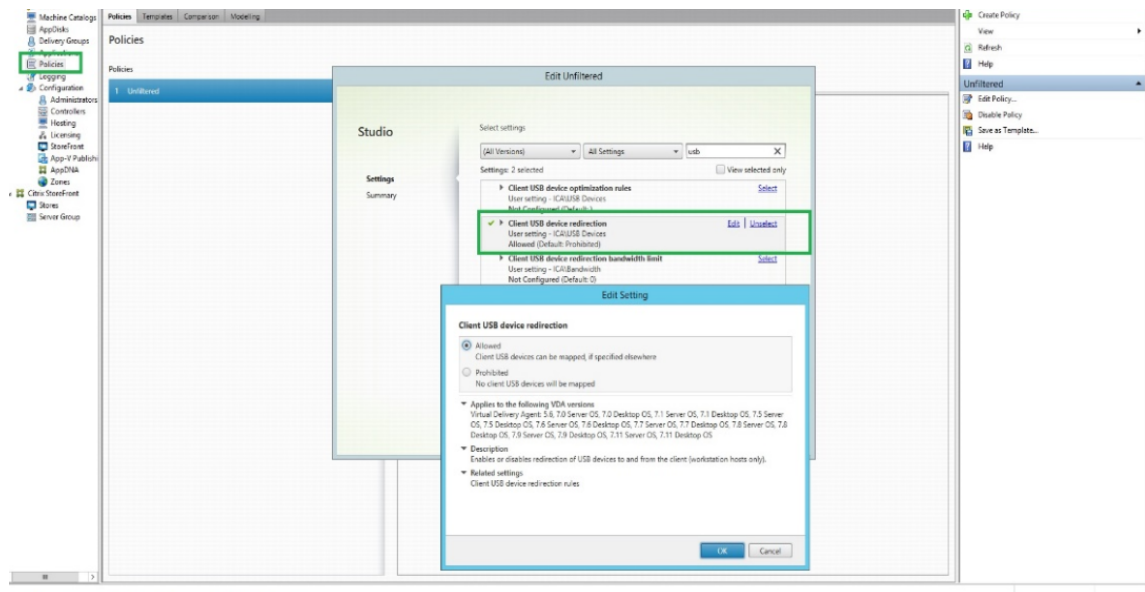 Machine Catalogs
AppDisks
Delivery Groups
Applications
Policies
Logging
Configuration
Administrators
Controllers
Hosting
Licensing
StoreFront
App-V Publishi
AppDNA
Zones
Citrix StoreFront
Stores
Server Group
Policies Templates Comparison Modeling
Policies
Policies
1 Unfiltered
Edit Unfiltered
Studio
Settings
Summary
Select settings
(All Versions) All Settings usb X
Settings: 2 selected View selected only
Client USB device optimization rules Select
User setting - ICA\USB Devices
Not Configured (Default: )
Client USB device redirection Edit | Unselect
User setting - ICA\USB Devices
Allowed (Default: Prohibited)
Client USB device redirection bandwidth limit Select
User setting - ICA\Bandwidth
Not Configured (Default: 0)
Edit Setting
Client USB device redirection
Allowed
Client USB devices can be mapped, if specified elsewhere
Prohibited
No client USB devices will be mapped
Applies to the following VDA versions
Virtual Delivery Agent: 5.6, 7.0 Server OS, 7.0 Desktop OS, 7.1 Server OS, 7.1 Desktop OS, 7.5 Server
OS, 7.5 Desktop OS, 7.6 Server OS, 7.6 Desktop OS, 7.7 Server OS, 7.7 Desktop OS, 7.8 Server OS, 7.8
Desktop OS, 7.9 Server OS, 7.9 Desktop OS, 7.11 Server OS, 7.11 Desktop OS
Description
Enables or disables redirection of USB devices to and from the client (workstation hosts only).
Related settings
Client USB device redirection rules
OK Cancel
Create Policy
View
Refresh
Help
Unfiltered
Edit Policy...
Disable Policy
Save as Template...
Help